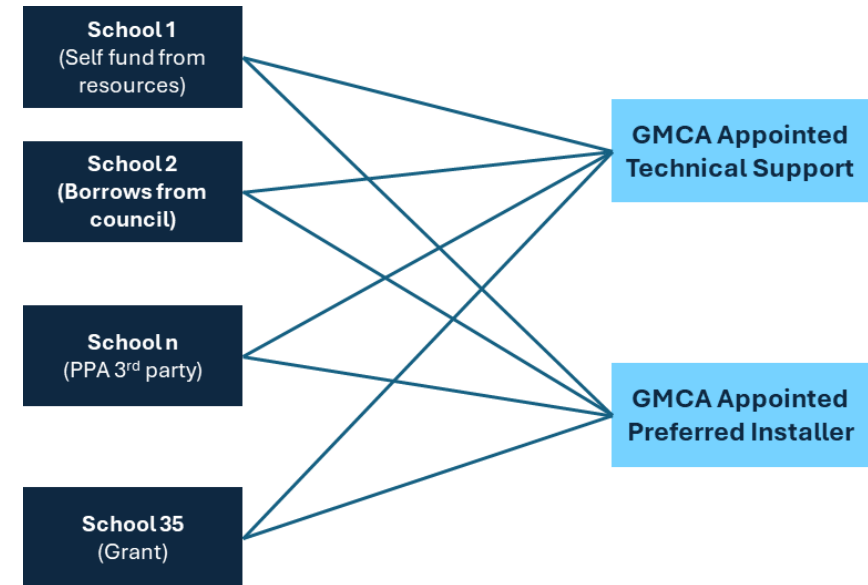 School 1
(Self fund from
resources)
School 2
(Borrows from
council)
School n
(PPA 3rd party)
School 35
(Grant)
GMCA Appointed
Technical Support
GMCA Appointed
Preferred Installer